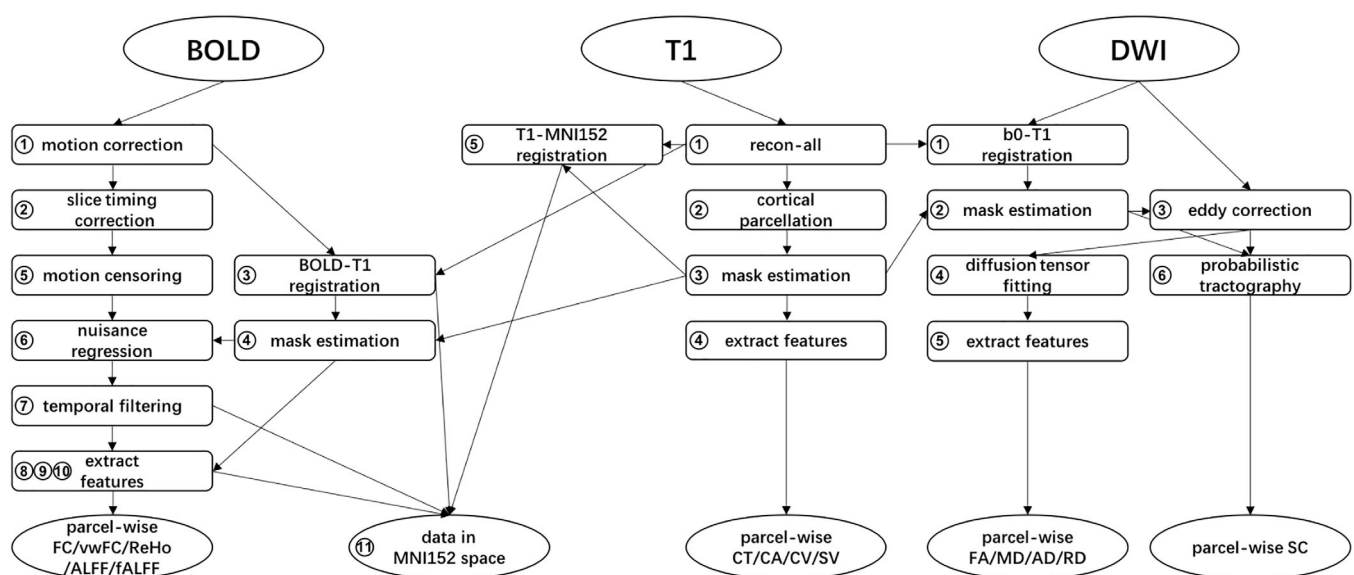 BOLD
T1
DWI
① motion correction
② slice timing
correction
⑤ motion censoring
⑥ nuisance
regression
⑦ temporal filtering
⑧⑨⑩ extract
features
parcel-wise
FC/vwFC/ReHo
/ALFF/fALFF
③ BOLD-T1
registration
④ mask estimation
⑪ data in
MNI152 space
⑤ T1-MNI152
registration
① recon-all
② cortical
parcellation
③ mask estimation
④ extract features
parcel-wise
CT/CA/CV/SV
① b0-T1
registration
② mask estimation
③ eddy correction
④ diffusion tensor
fitting
⑤ extract features
parcel-wise
FA/MD/AD/RD
⑥ probabilistic
tractography
parcel-wise SC